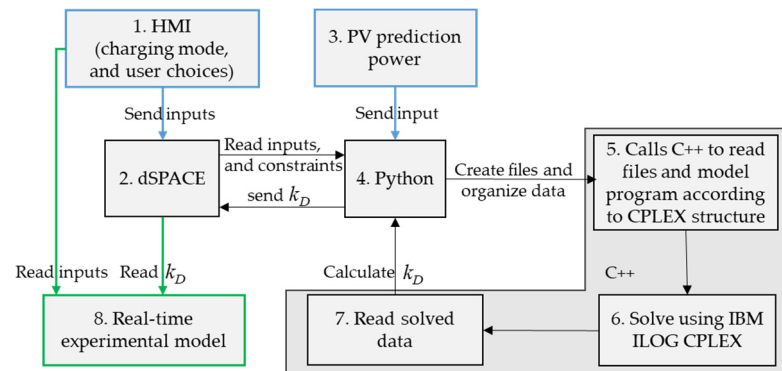 1. HMI
(charging mode,
and user choices)
3. PV prediction
power
Send inputs
Send input
2. dSPACE
Read inputs,
and constraints
send k_D
4. Python
Create files and
organize data
5. Calls C++ to read
files and model
program according
to CPLEX structure
Read inputs
Read k_D
Calculate k_D
C++
8. Real-time
experimental model
7. Read solved
data
6. Solve using IBM
ILOG CPLEX